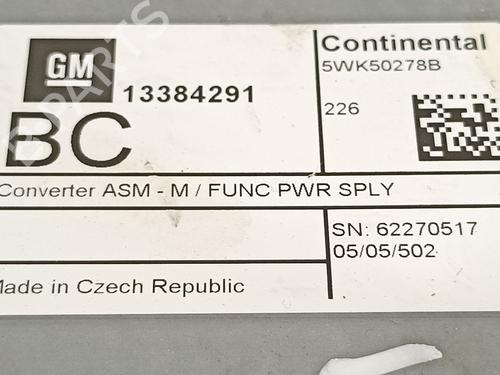 GM
13384291
Continental
5WK50278B
BC
226
Converter ASM - M / FUNC PWR SPLY
SN: 62270517
05/05/502
Made in Czech Republic